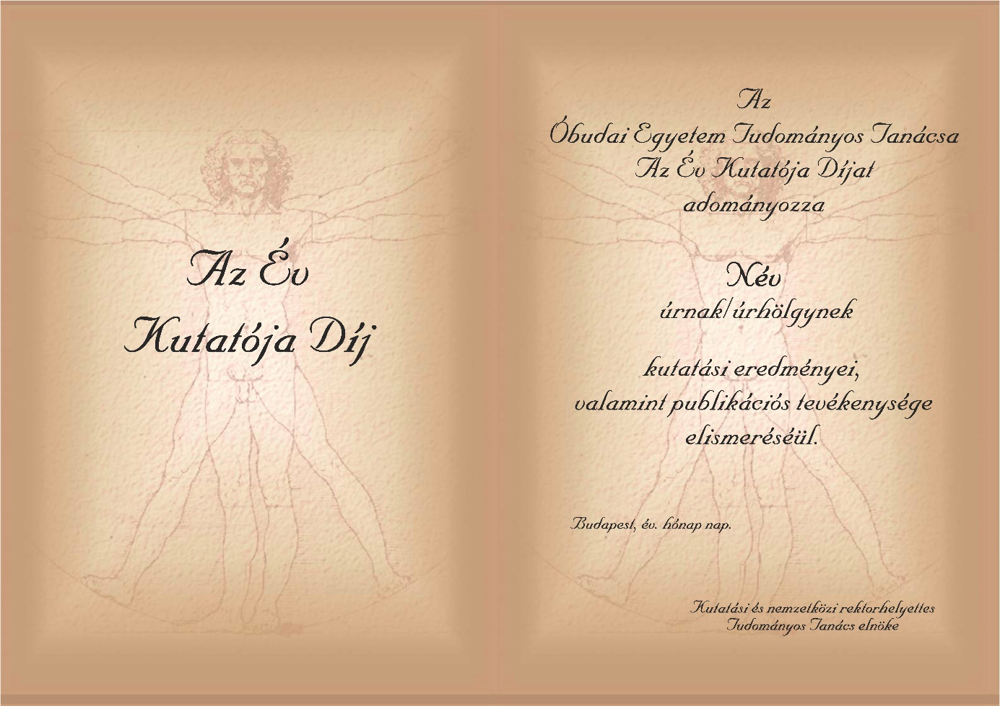 Az Év
Kutatója Díj
Az
Óbudai Egyetem Tudományos Tanácsa
Az Év Kutatója Díjat
adományozza
Név
úrnak/úrhölgynek
kutatási eredményei,
valamint publikációs tevékenysége
elismeréséül.
Budapest, év. hónap nap.
Kutatási és nemzetközi rektorhelyettes
Tudományos Tanács elnöke